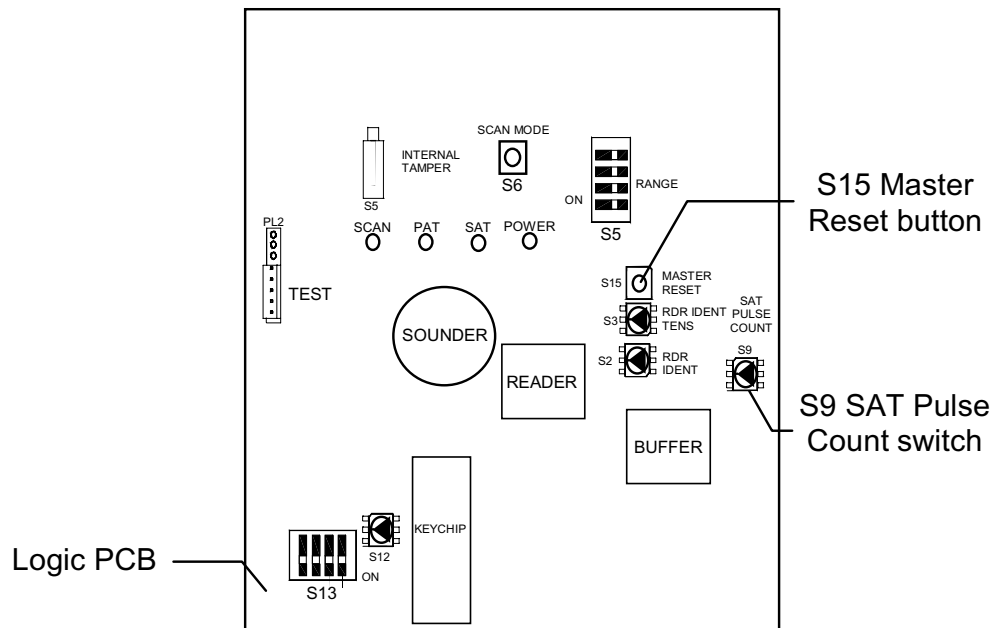 SCAN MODE
S6
INTERNAL
TAMPER
S5
ON
RANGE
S5
PL2
TEST
SCAN
PAT
SAT
POWER
S15
MASTER
RESET
S15 Master
Reset button
S3
RDR IDENT
TENS
SAT
PULSE
COUNT
S9
SOUNDER
S2
RDR
IDENT
READER
S9 SAT Pulse
Count switch
BUFFER
KEYCHIP
S12
ON
S13
Logic PCB